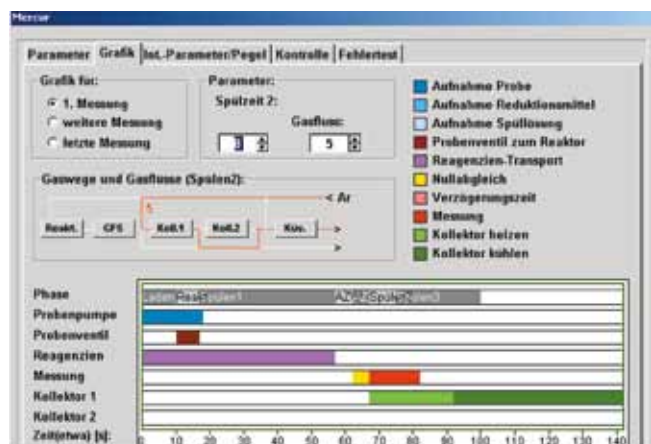 Mercur
Parameter Grafik Int.-Parameter/Pegel Kontrolle Fehlertest
Grafik für:
1. Messung
weitere Messung
letzte Messung
Parameter:
Spülzeit 2:
Gasfluss:
5
Aufnahme Probe
Aufnahme Reduktionsmittel
Aufnahme Spüllösung
Probenventil zum Reaktor
Reagenzien-Transport
Nullabgleich
Verzögerungszeit
Messung
Kollektor heizen
Kollektor kühlen
Gaswege und Gasflüsse (Spülen2):
< Ar
5
Reakt. GFS Koll.1 Koll.2 Küv. >
>
Phase
Probenpumpe
Probenventil
Reagenzien
Messung
Kollektor 1
Kollektor 2
Zeit(etwa) [s]: 0 10 20 30 40 50 60 70 80 90 100 110 120 130 140